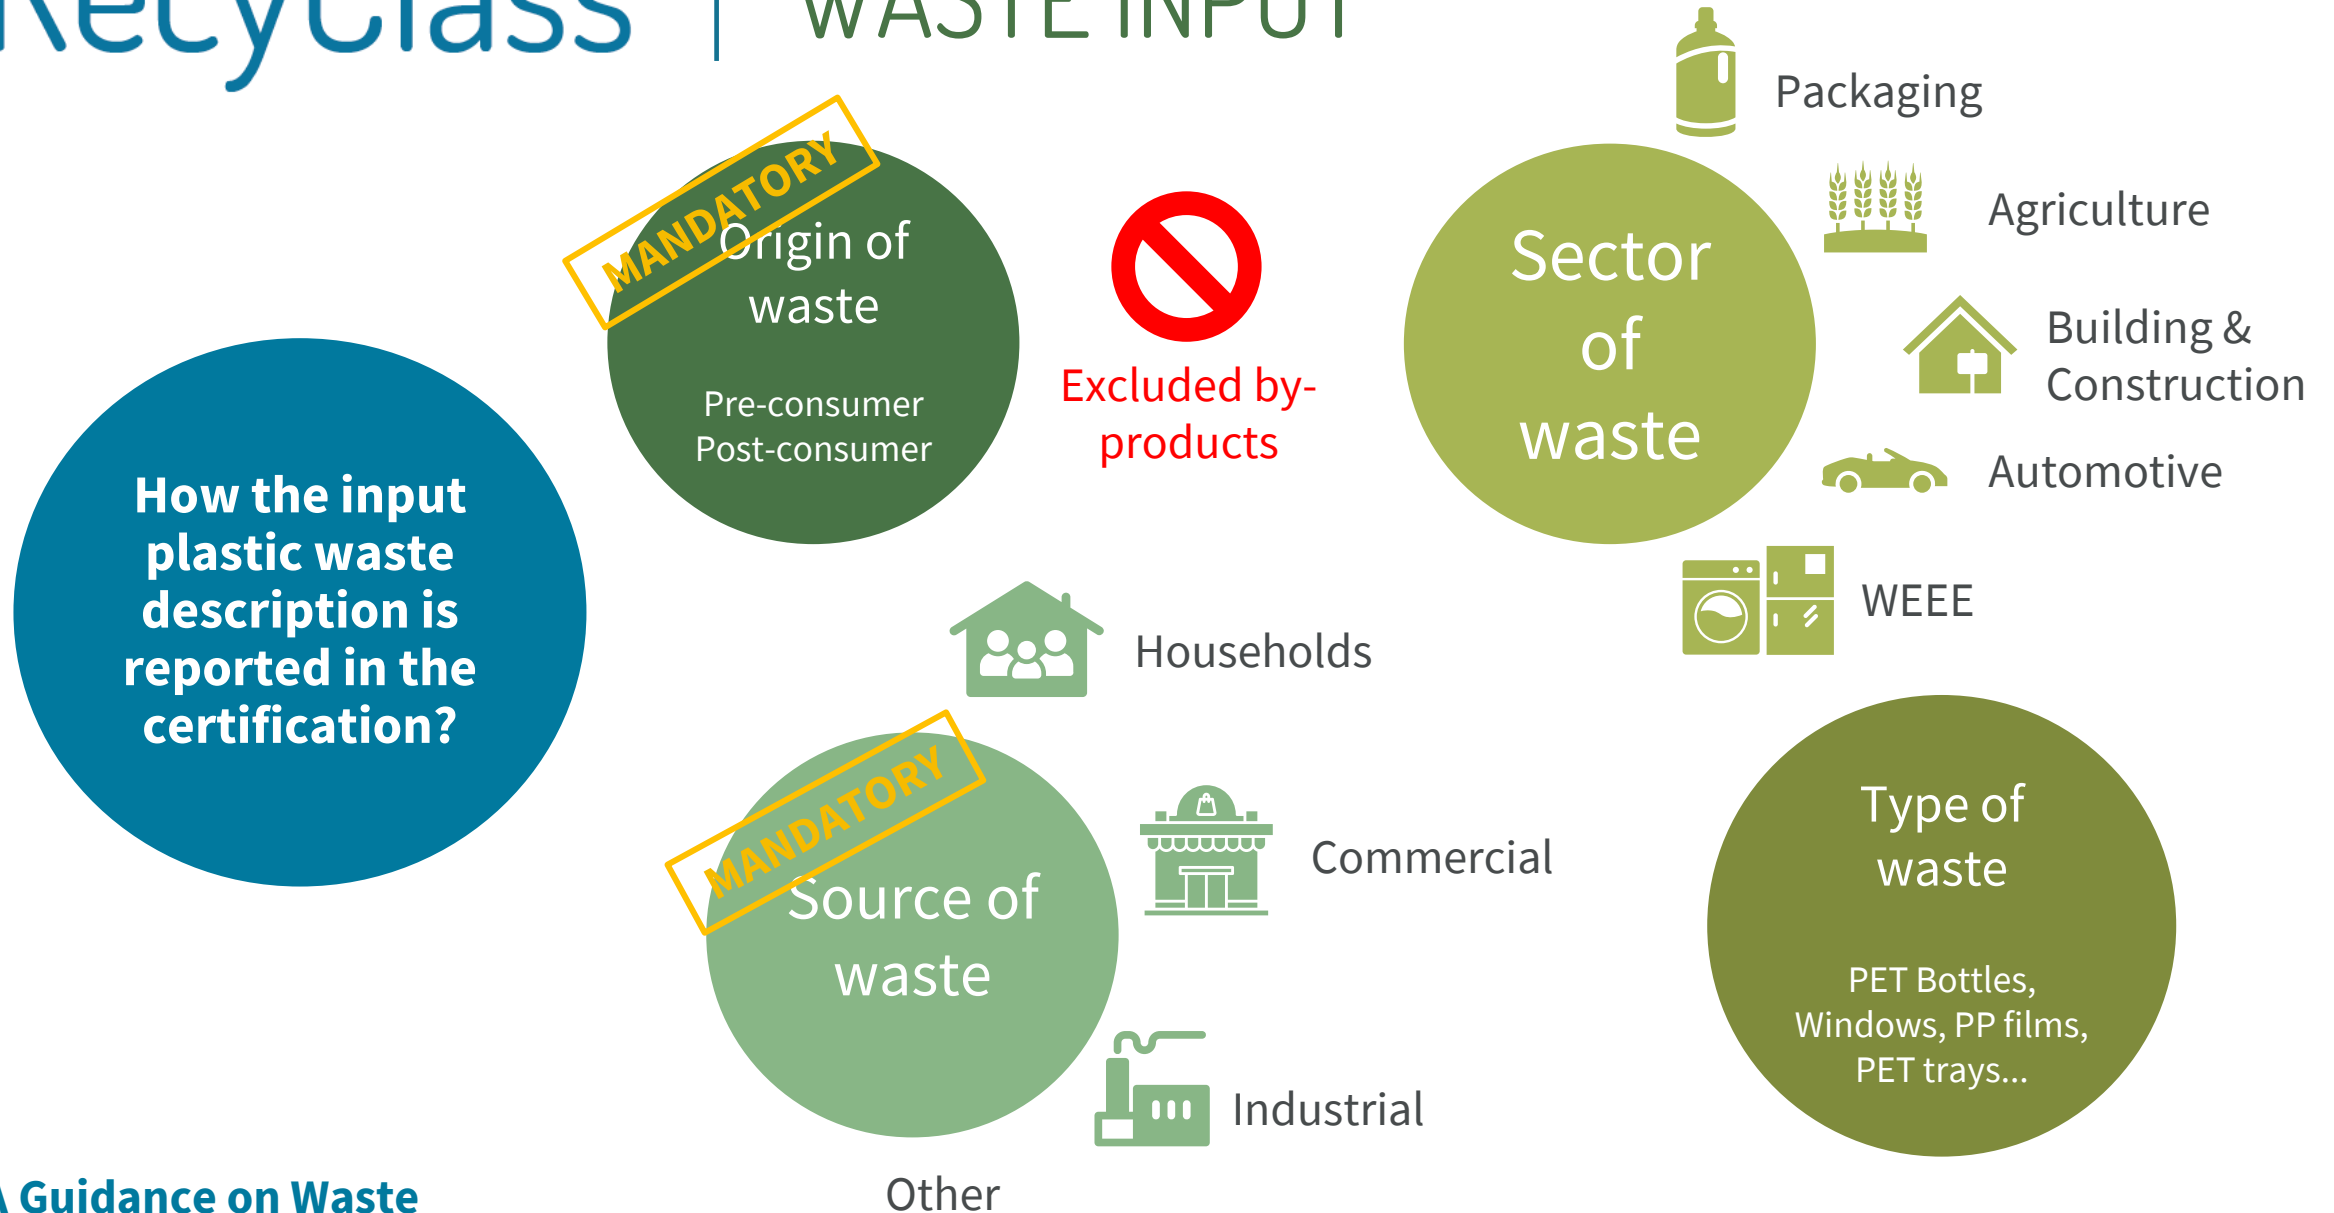 RecyClass
WASTE INPUT
MANDATORY
Origin of
waste
Pre-consumer
Post-consumer
Excluded by-
products
Sector
of
waste
Packaging
Agriculture
Building &
Construction
Automotive
WEEE
How the input
plastic waste
description is
reported in the
certification?
Households
MANDATORY
Source of
waste
Commercial
Industrial
Other
Type of
waste
PET Bottles,
Windows, PP films,
PET trays...
A Guidance on Waste